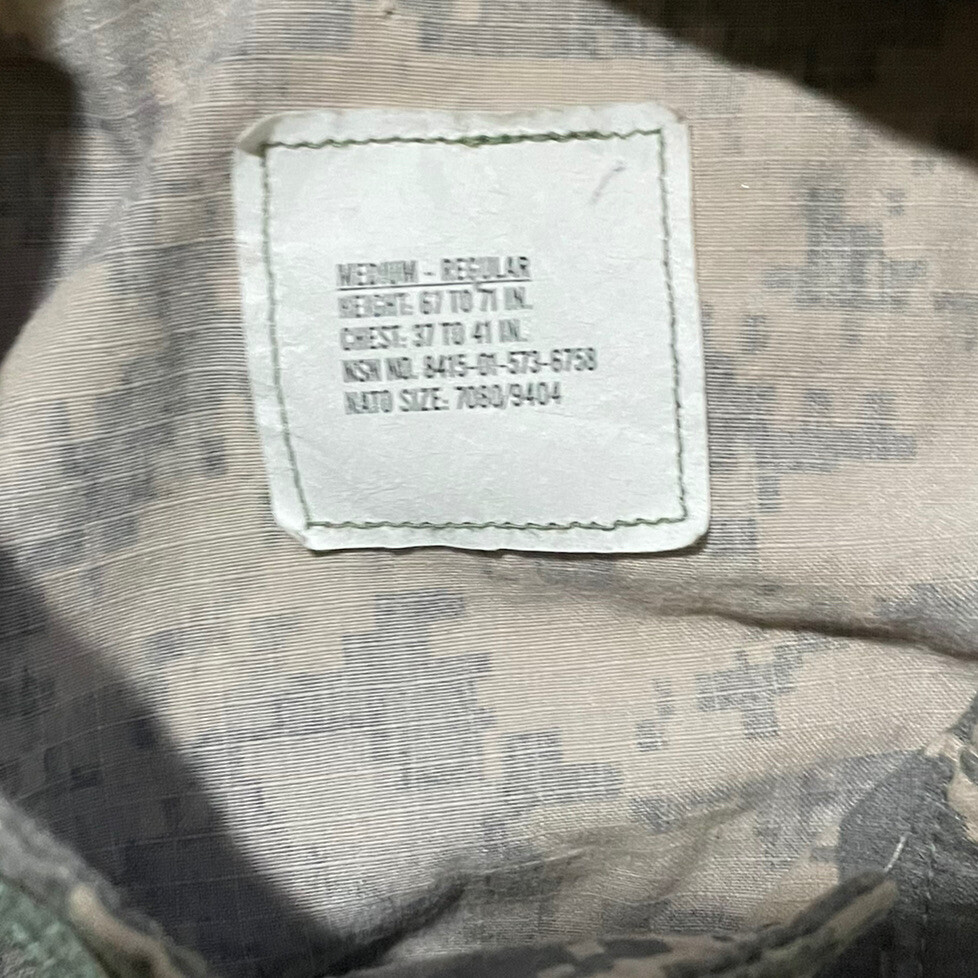 MEDIUM - REGULAR
HEIGHT: 67 TO 71 IN.
CHEST: 37 TO 41 IN.
NSN NO. 8415-01-573-6758
NATO SIZE: 7080/9404